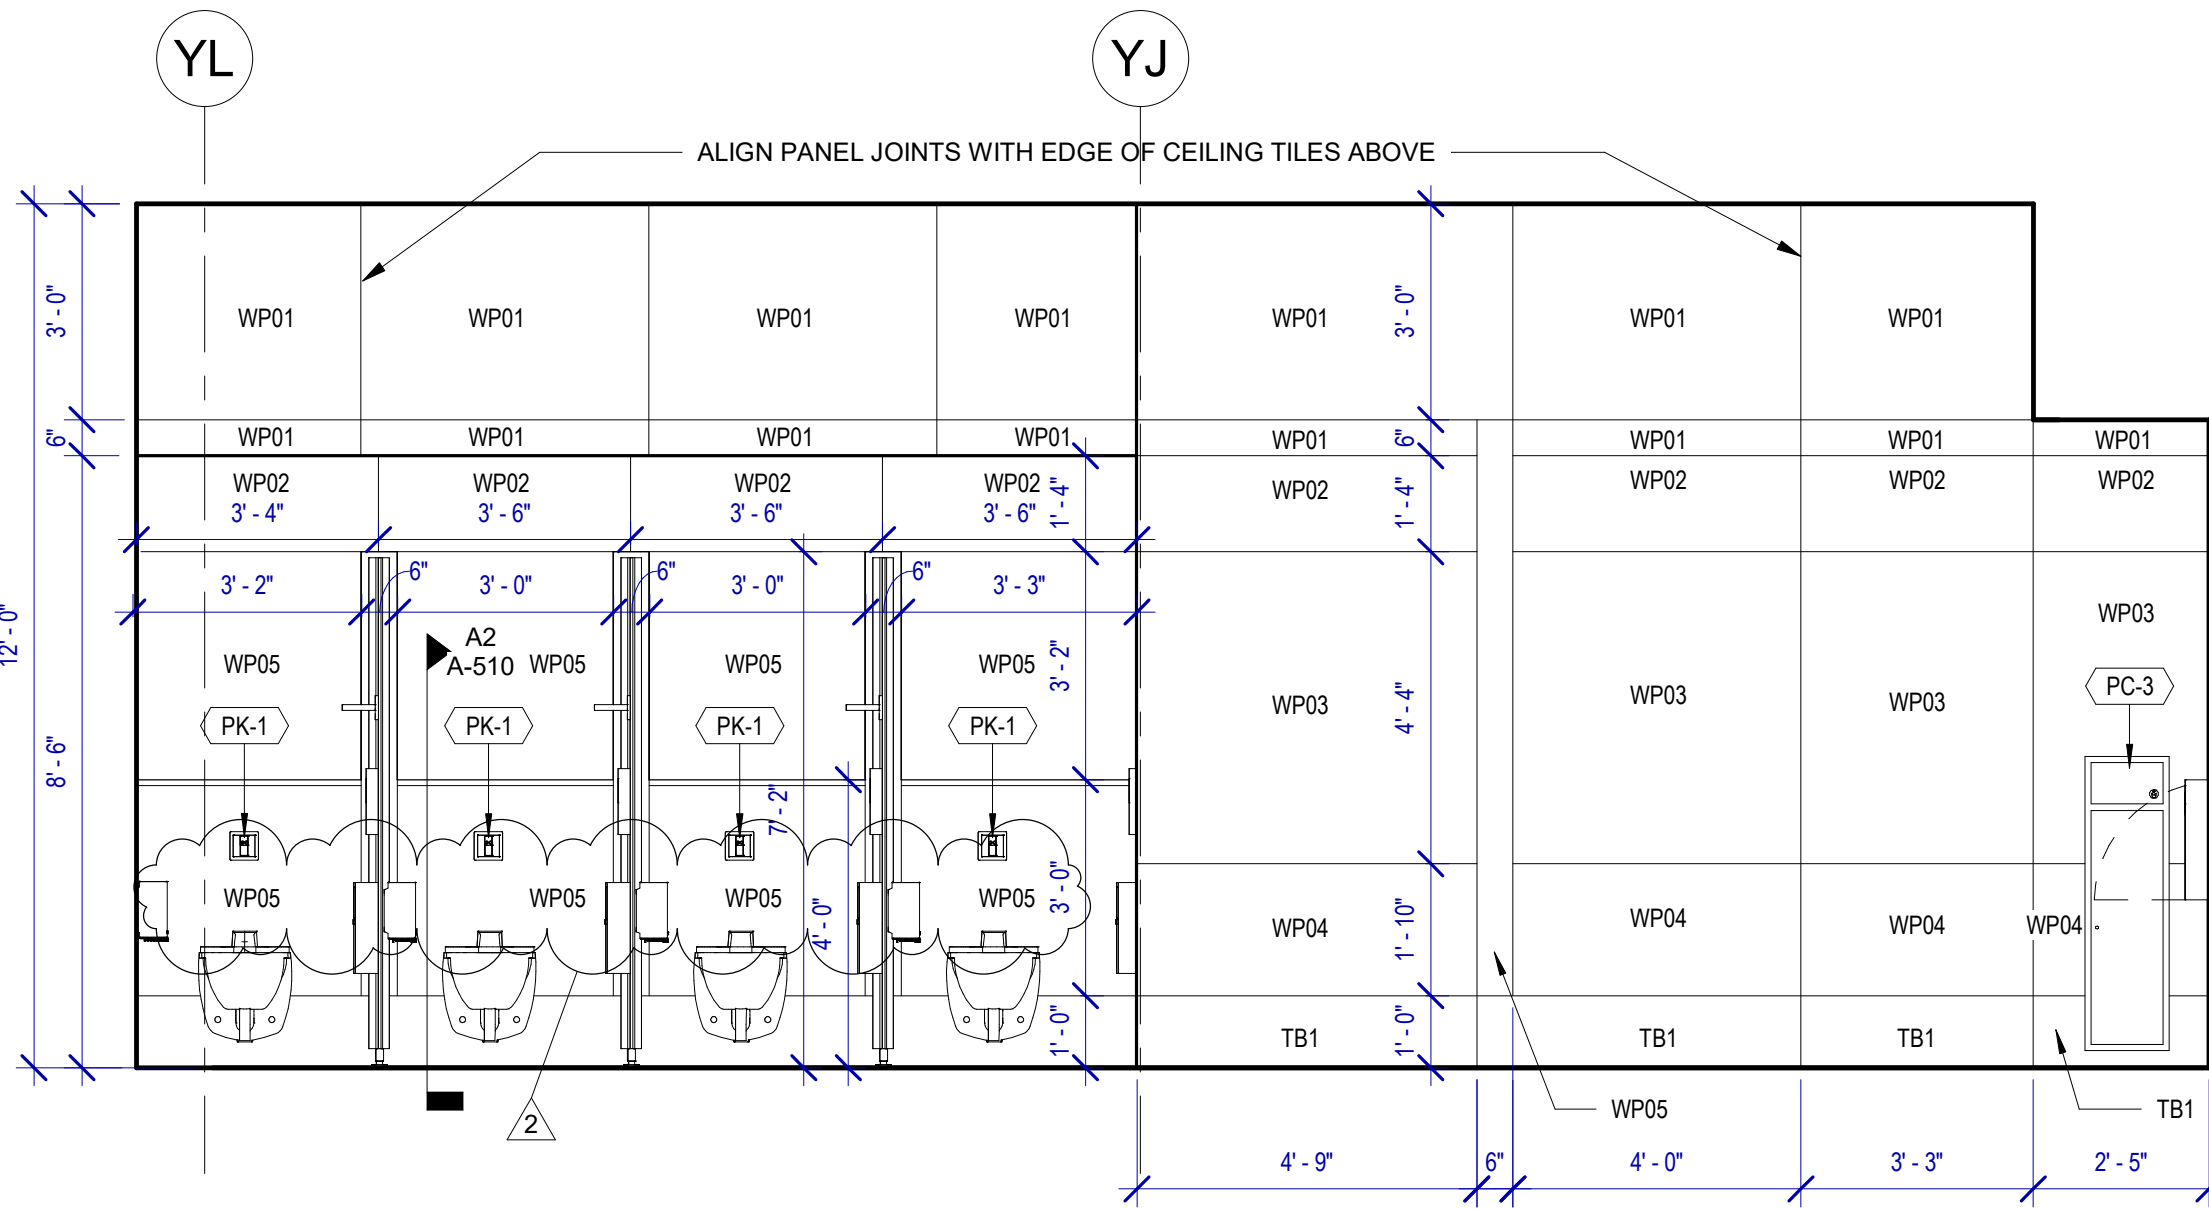 YL
YJ
ALIGN PANEL JOINTS WITH EDGE OF CEILING TILES ABOVE
3' - 0"
WP01 WP01 WP01 WP01 WP01 3' - 0" WP01 WP01
6" WP01 WP01 WP01 WP01 WP01 6" WP01 WP01 WP01
WP02 WP02 WP02 WP02 1' - 4" WP02 1' - 4" WP02 WP02 WP02
3' - 4" 3' - 6" 3' - 6" 3' - 6"
3' - 2" 6" 3' - 0" 6" 3' - 0" 6" 3' - 3"
12' - 0"
A2
A-510
WP05 WP05 WP05 WP05 3' - 2" WP03
PC-3
WP03 4' - 4" WP03 WP03
PK-1 PK-1 PK-1 PK-1
8' - 6"
7' - 2"
WP05 WP05 WP05 WP05 3' - 0"
4' - 0" WP04 1' - 10" WP04 WP04 WP04
1' - 0" TB1 1' - 0" TB1 TB1
2
WP05 TB1
4' - 9" 6" 4' - 0" 3' - 3" 2' - 5"